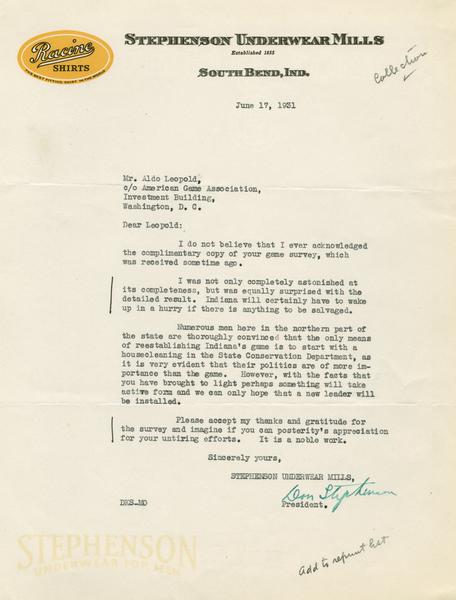 Racine
SHIRTS
THE BEST FITTING SHIRT IN THE WORLD
STEPHENSON UNDERWEAR MILLS
Established 1855
SOUTH BEND, IND.
Collection
June 17, 1931
Mr. Aldo Leopold,
c/o American Game Association,
Investment Building,
Washington, D. C.
Dear Leopold:
I do not believe that I ever acknowledged
the complimentary copy of your game survey, which
was received sometime ago.
I was not only completely astonished at
its completeness, but was equally surprised with the
detailed result. Indiana will certainly have to wake
up in a hurry if there is anything to be salvaged.
Numerous men here in the northern part of
the state are thoroughly convinced that the only means
of reestablishing Indiana's game is to start with a
housecleaning in the State Conservation Department, as
it is very evident that their politics are of more im-
portance than the game. However, with the facts that
you have brought to light perhaps something will take
active form and we can only hope that a new leader will
be installed.
Please accept my thanks and gratitude for
the survey and imagine if you can posterity's appreciation
for your untiring efforts. It is a noble work.
Sincerely yours,
STEPHENSON UNDERWEAR MILLS,
Don Stephenson
President.
DKS-MO
STEPHENSON
UNDERWEAR FOR MEN
Add to reprint list